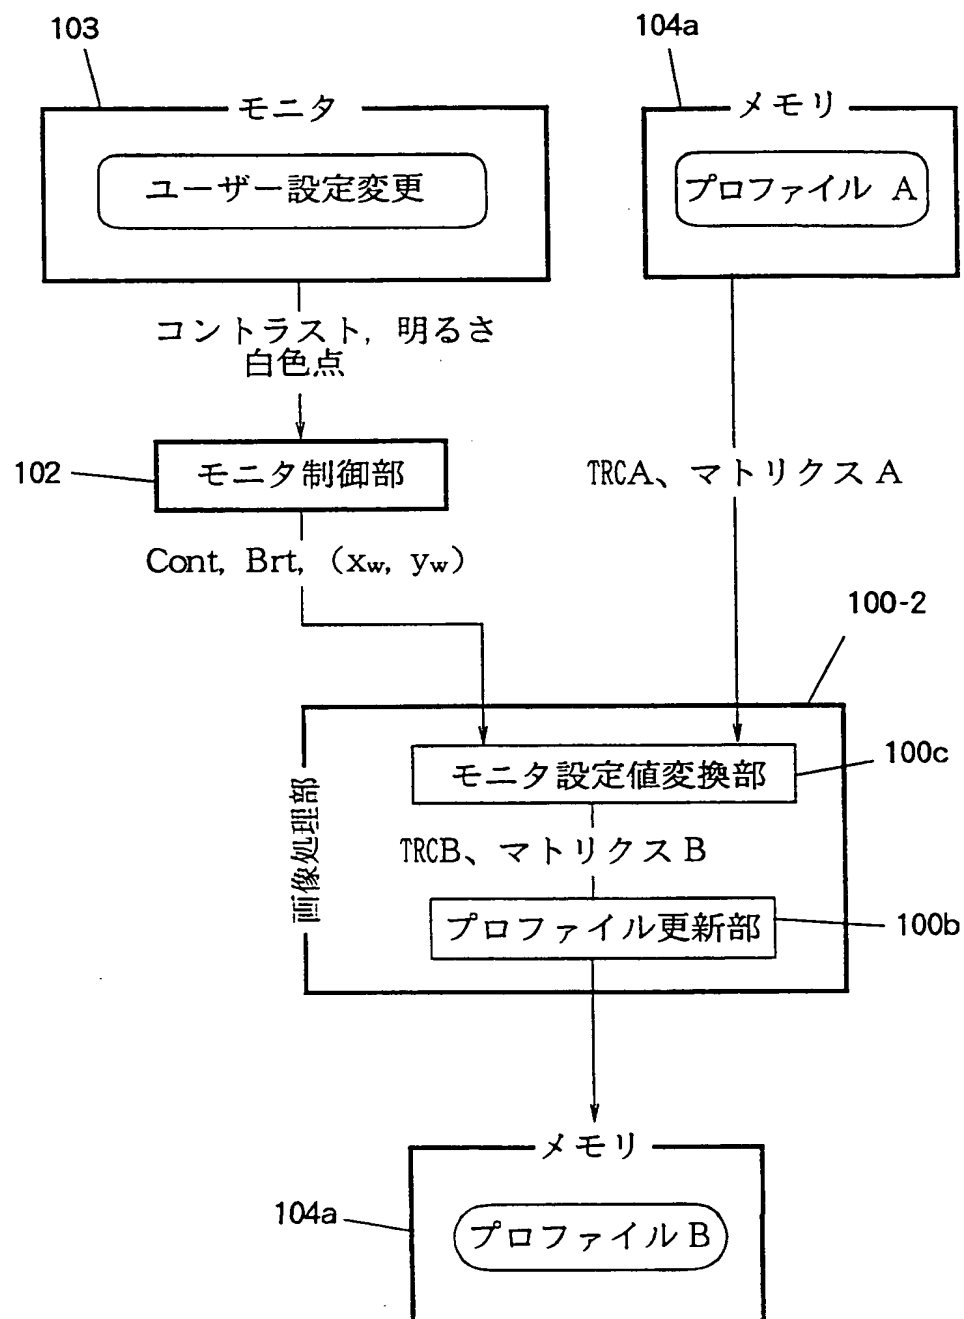 103
104a
モニタ
メモリ
ユーザー設定変更
プロファイル A
コントラスト, 明るさ
白色点
102
モニタ制御部
TRCA、マトリクス A
Cont, Brt, (xw, yw)
100-2
画像処理部
モニタ設定値変換部
100c
TRCB、マトリクス B
プロファイル更新部
100b
メモリ
104a
プロファイル B